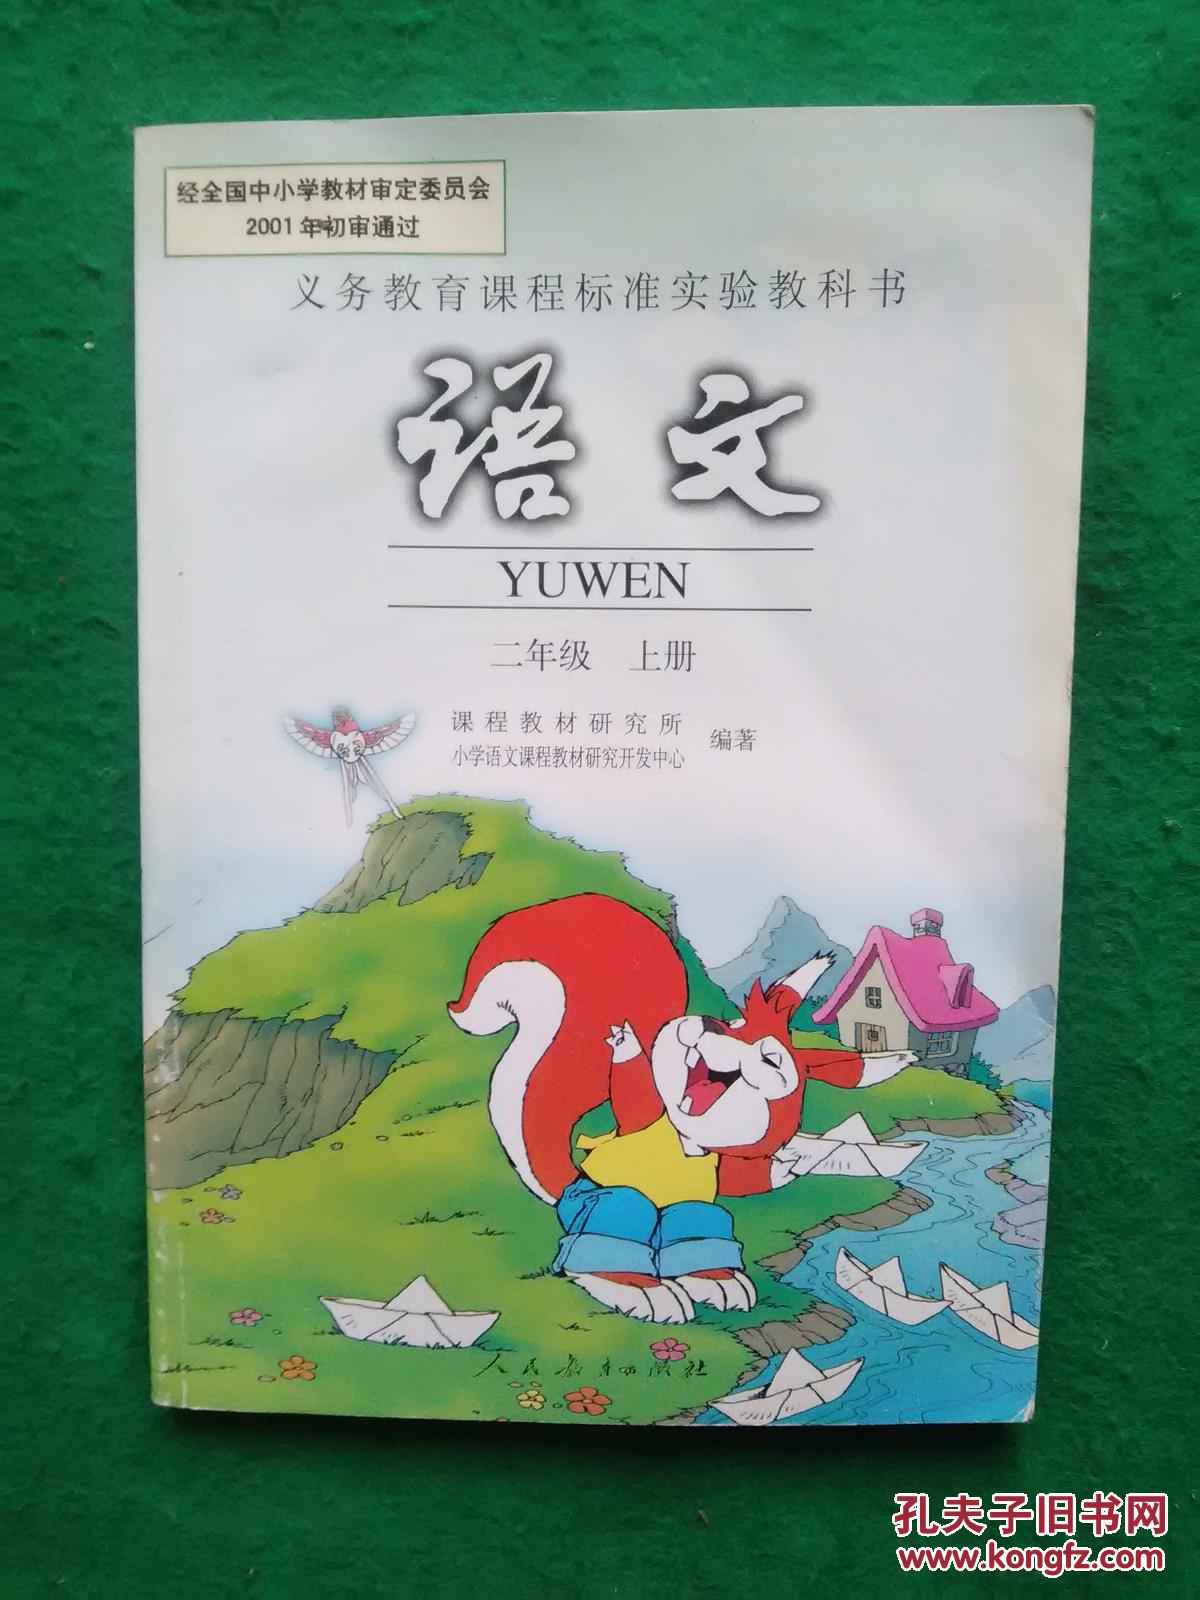 经全国中小学教材审定委员会
2001年初审通过
义务教育课程标准实验教科书
语文
YUWEN
二年级 上册
课程教材研究所
小学语文课程教材研究开发中心
编著
人民教育出版社
孔夫子旧书网
www.kongfz.com